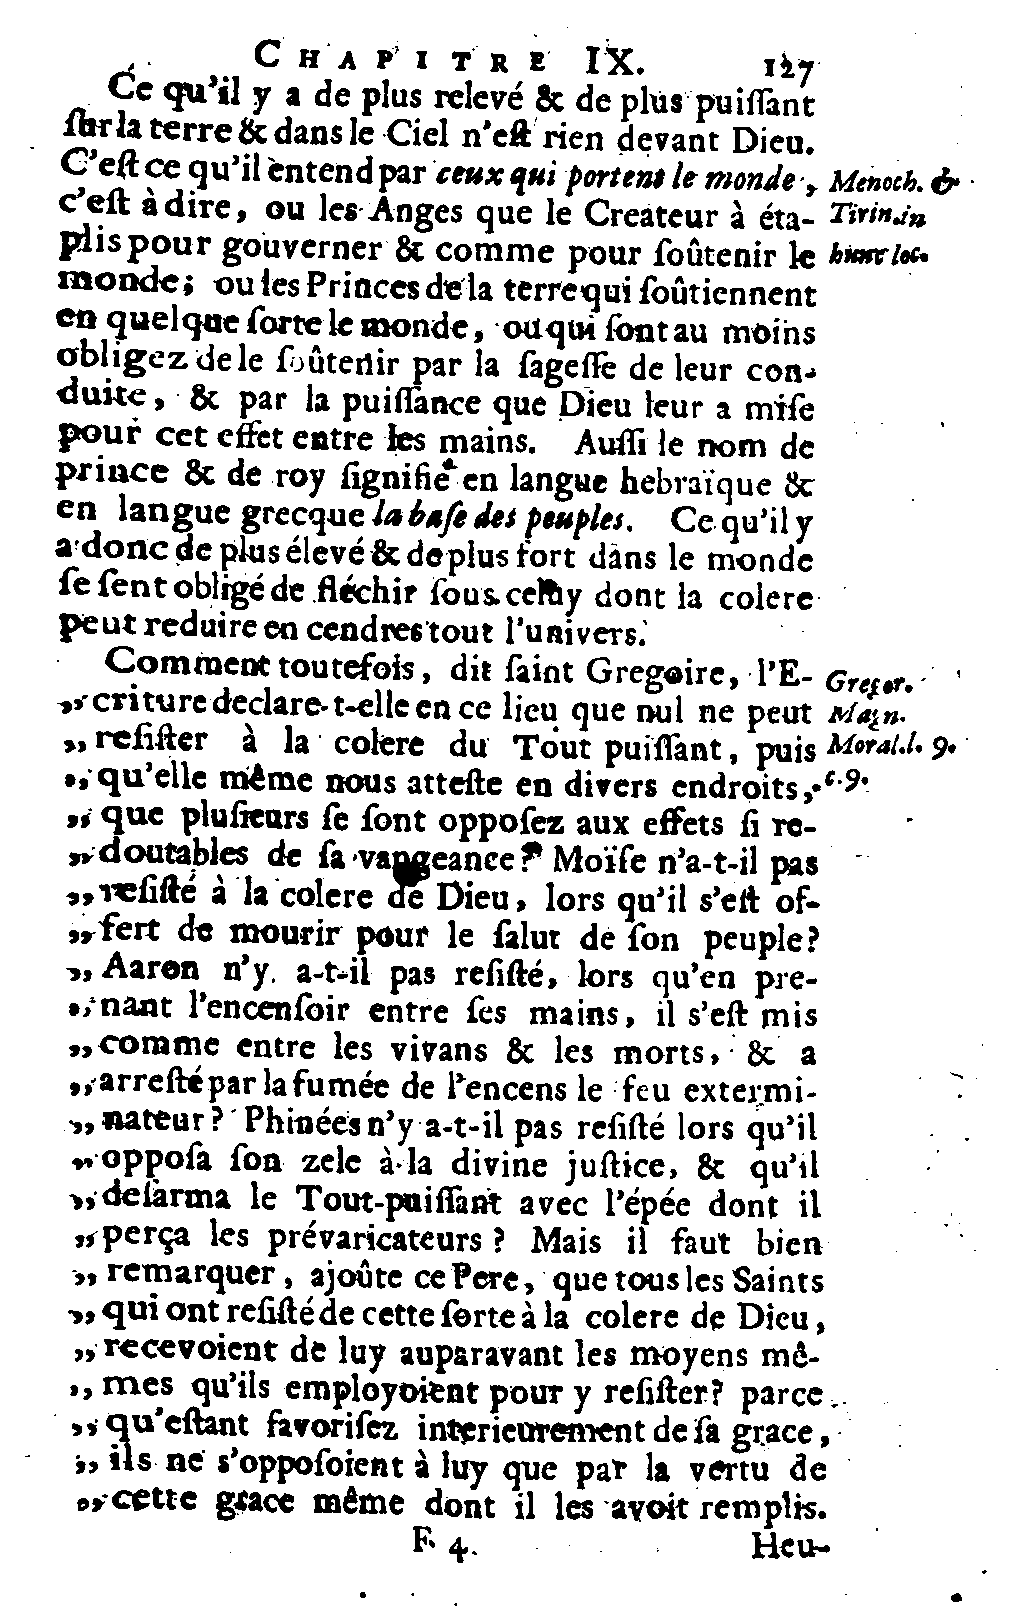 CHAPITRE IX. 127
Ce qu'il y a de plus relevé & de plus puiſſant
ſur la terre & dans le Ciel n'eſt rien devant Dieu.
C'eſt ce qu'il entend par ceux qui portent le monde, Menoch. &
c'eſt à dire, ou les Anges que le Createur à éta- Tirin. in
plis pour gouverner & comme pour ſoûtenir le hunc loc.
monde; ou les Princes de la terre qui ſoûtiennent
en quelque ſorte le monde, ou qui ſont au moins
obligez de le ſoûtenir par la ſageſſe de leur con-
duite, & par la puiſſance que Dieu leur a miſe
pour cet effet entre les mains. Auſſi le nom de
prince & de roy ſignifie en langue hebraïque &
en langue grecque la baſe des peuples. Ce qu'il y
a donc de plus élevé & de plus fort dans le monde
ſe ſent obligé de fléchir ſous celuy dont la colere
peut reduire en cendres tout l'univers.
Comment toutefois, dit ſaint Gregoire, l'E- Gregor.
„criture declare-t-elle en ce lieu que nul ne peut Magn.
„ reſiſter à la colere du Tout puiſſant, puis Moral. l. 9.
„ qu'elle même nous atteſte en divers endroits, c. 9.
„ que pluſieurs ſe ſont oppoſez aux effets ſi re-
„ doutables de ſa vangeance? Moïſe n'a-t-il pas
„ reſiſté à la colere de Dieu, lors qu'il s'eſt of-
„ fert de mourir pour le ſalut de ſon peuple?
„ Aaron n'y a-t-il pas reſiſté, lors qu'en pre-
„ nant l'encenſoir entre ſes mains, il s'eſt mis
„ comme entre les vivans & les morts, & a
„ arreſté par la fumée de l'encens le feu extermi-
„ nateur? Phinées n'y a-t-il pas reſiſté lors qu'il
„ oppoſa ſon zele à la divine juſtice, & qu'il
„ deſarma le Tout-puiſſant avec l'épée dont il
„ perça les prévaricateurs? Mais il faut bien
„ remarquer, ajoûte ce Pere, que tous les Saints
„ qui ont reſiſté de cette ſorte à la colere de Dieu,
„ recevoient de luy auparavant les moyens mê-
„ mes qu'ils employoient pour y reſiſter? parce
„ qu'eſtant favoriſez interieurement de ſa grace,
„ ils ne s'oppoſoient à luy que par la vertu de
„ cette grace même dont il les avoit remplis.
F 4. Heu-